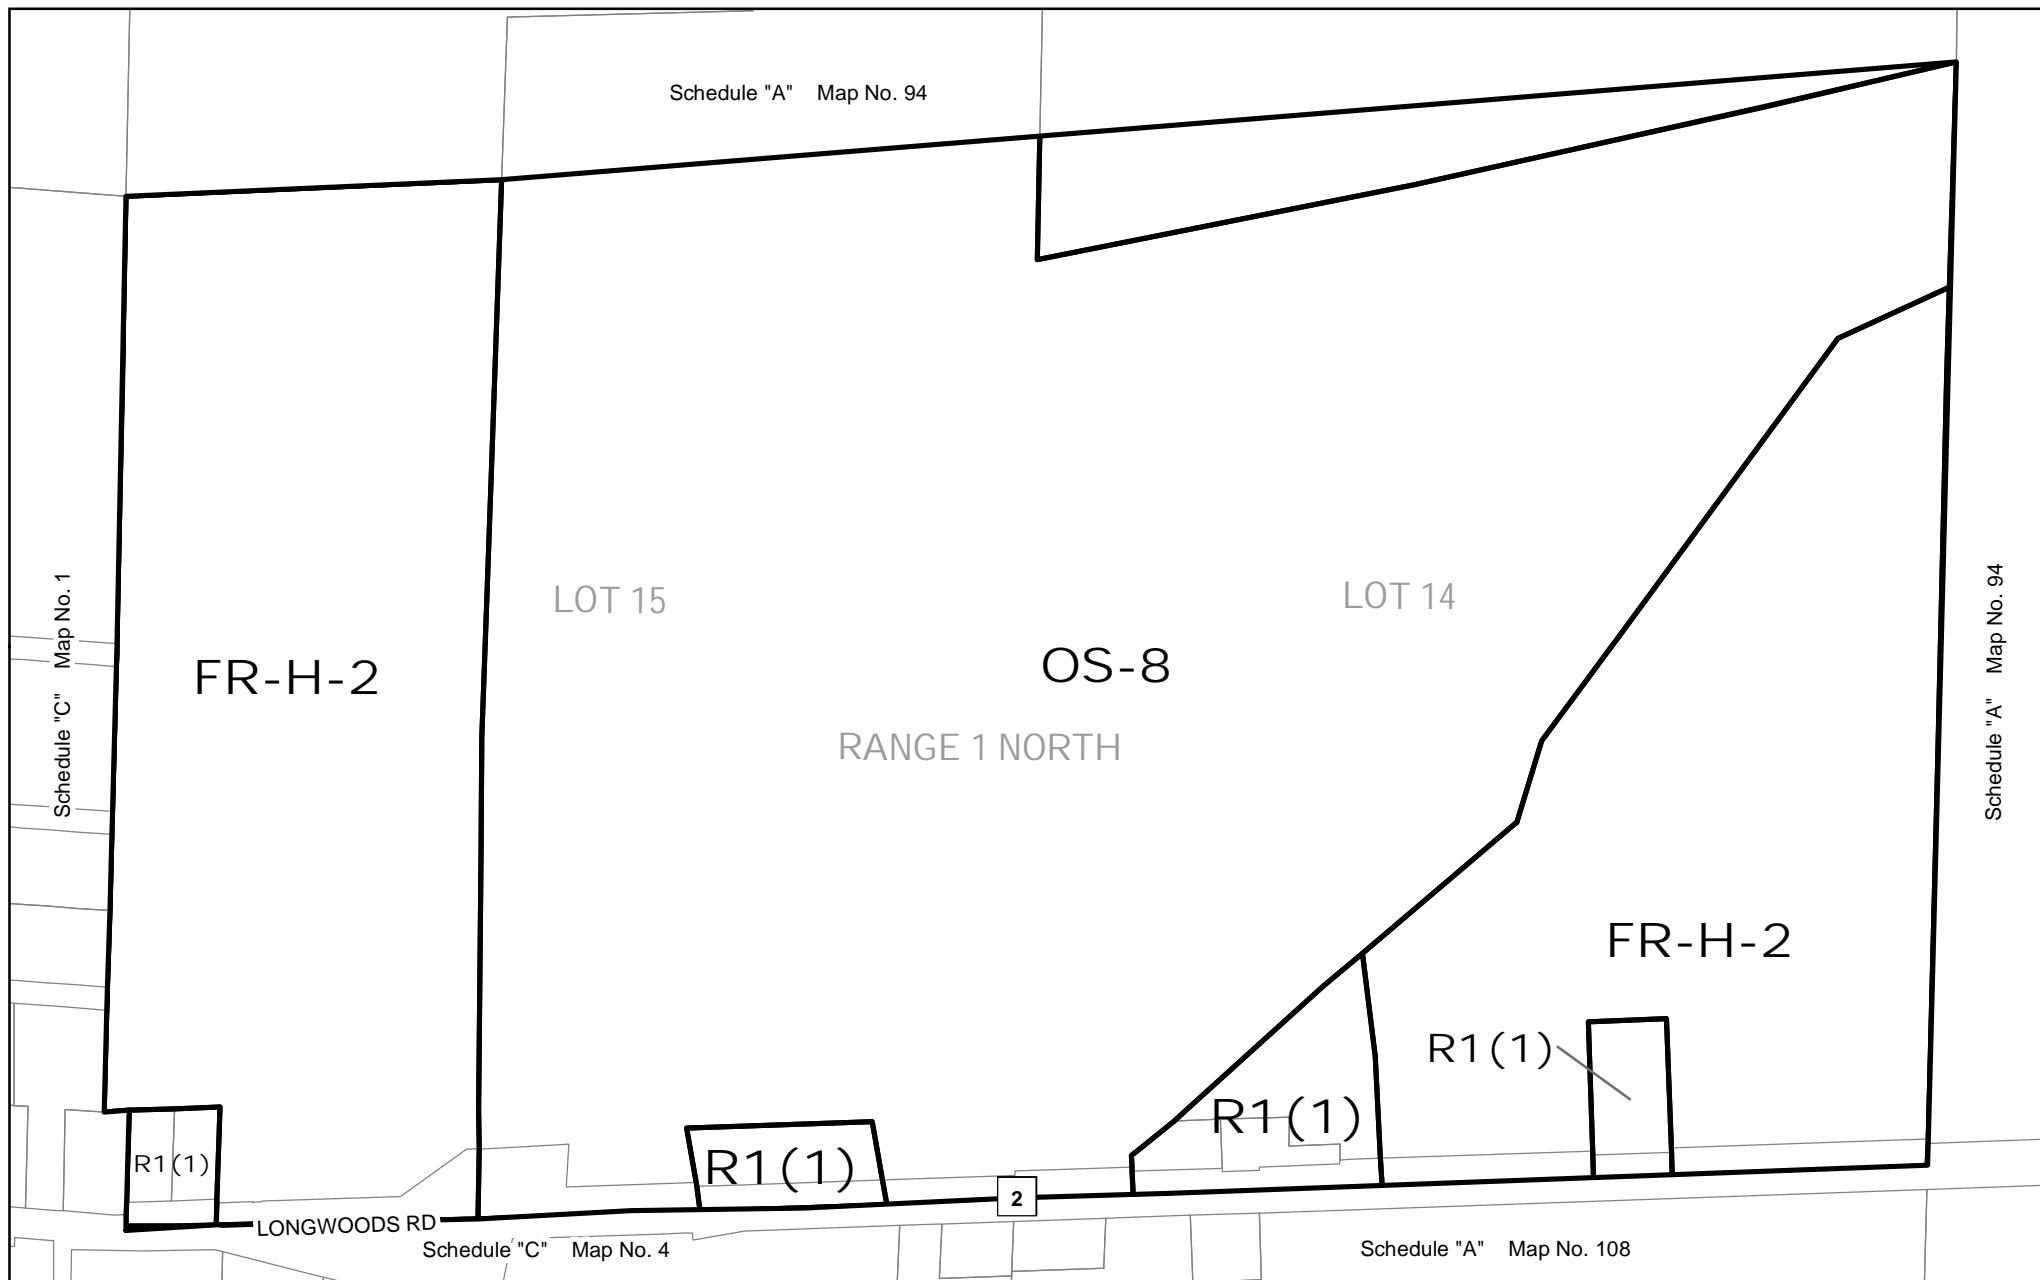 Schedule "A" Map No. 94
Schedule "C" Map No. 1
LOT 15
LOT 14
Schedule "A" Map No. 94
FR-H-2
OS-8
RANGE 1 NORTH
FR-H-2
R1(1)
R1(1)
R1(1)
R1(1)
2
LONGWOODS RD
Schedule "C" Map No. 4
Schedule "A" Map No. 108